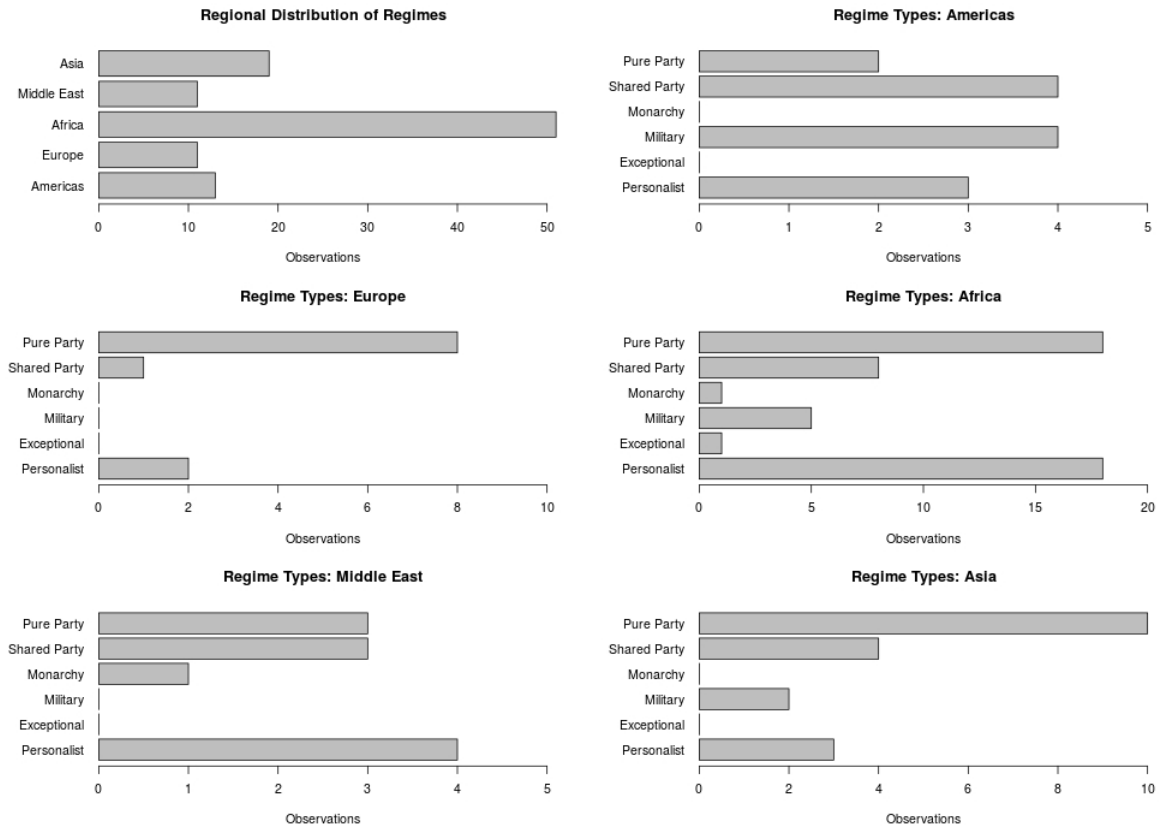 Regional Distribution of Regimes
Asia
Middle East
Africa
Europe
Americas
0 10 20 30 40 50
Observations
Regime Types: Americas
Pure Party
Shared Party
Monarchy
Military
Exceptional
Personalist
0 1 2 3 4 5
Observations
Regime Types: Europe
Pure Party
Shared Party
Monarchy
Military
Exceptional
Personalist
0 2 4 6 8 10
Observations
Regime Types: Africa
Pure Party
Shared Party
Monarchy
Military
Exceptional
Personalist
0 5 10 15 20
Observations
Regime Types: Middle East
Pure Party
Shared Party
Monarchy
Military
Exceptional
Personalist
0 1 2 3 4 5
Observations
Regime Types: Asia
Pure Party
Shared Party
Monarchy
Military
Exceptional
Personalist
0 2 4 6 8 10
Observations